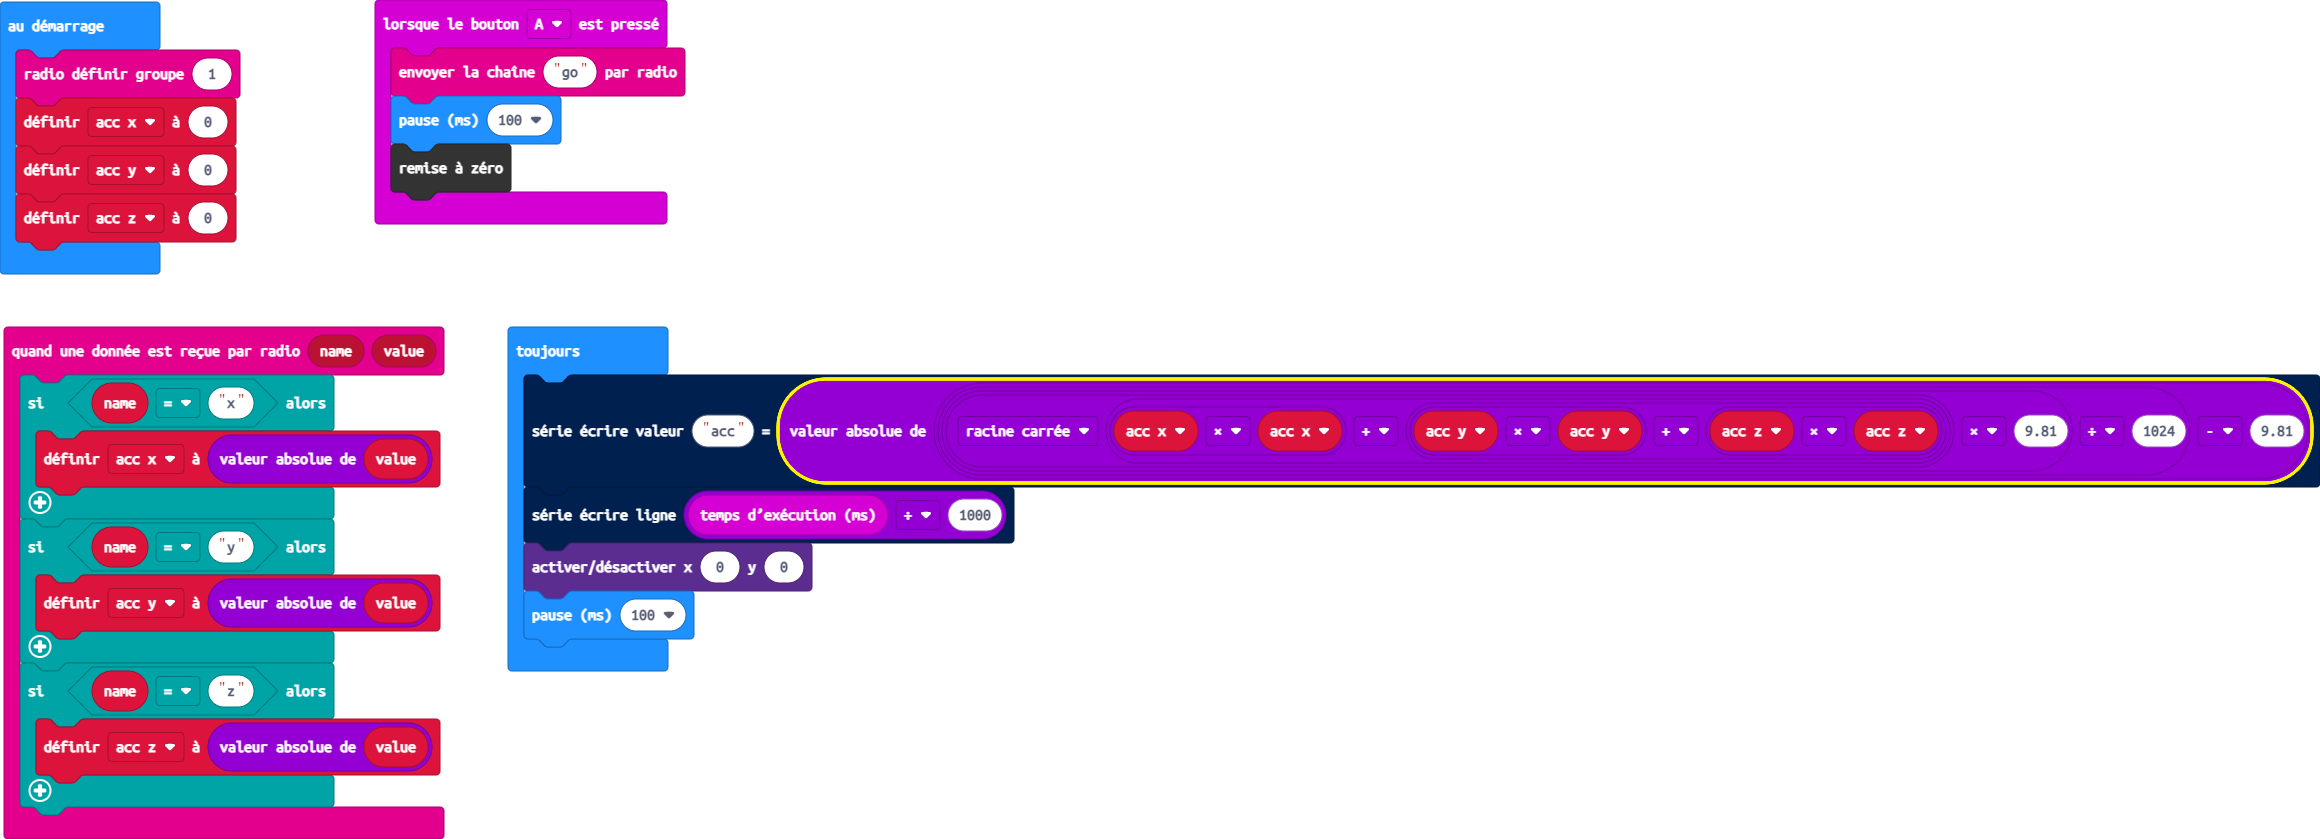 au démarrage
radio définir groupe 1
définir acc x à 0
définir acc y à 0
définir acc z à 0
lorsque le bouton A est pressé
envoyer la chaîne "go" par radio
pause (ms) 100
remise à zéro
quand une donnée est reçue par radio name value
si name = "x" alors
définir acc x à valeur absolue de value
si name = "y" alors
définir acc y à valeur absolue de value
si name = "z" alors
définir acc z à valeur absolue de value
toujours
série écrire valeur "acc" = valeur absolue de racine carrée acc x × acc x + acc y × acc y + acc z × acc z × 9.81 ÷ 1024 - 9.81
série écrire ligne temps d’exécution (ms) ÷ 1000
activer/désactiver x 0 y 0
pause (ms) 100